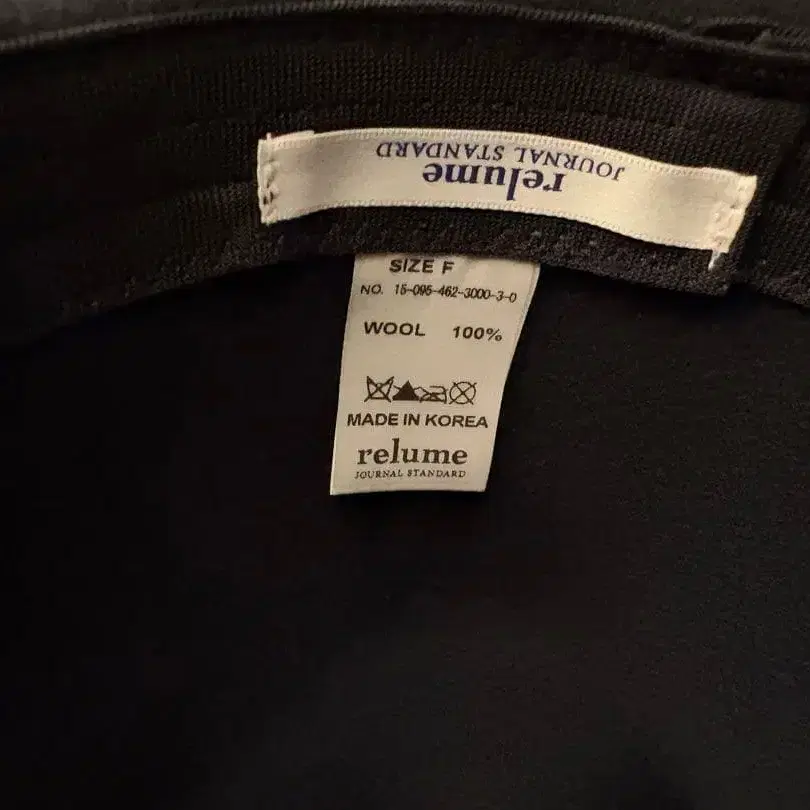 relume
JOURNAL STANDARD
SIZE F
NO. 15-095-462-3000-3-0
WOOL 100%
MADE IN KOREA
relume
JOURNAL STANDARD